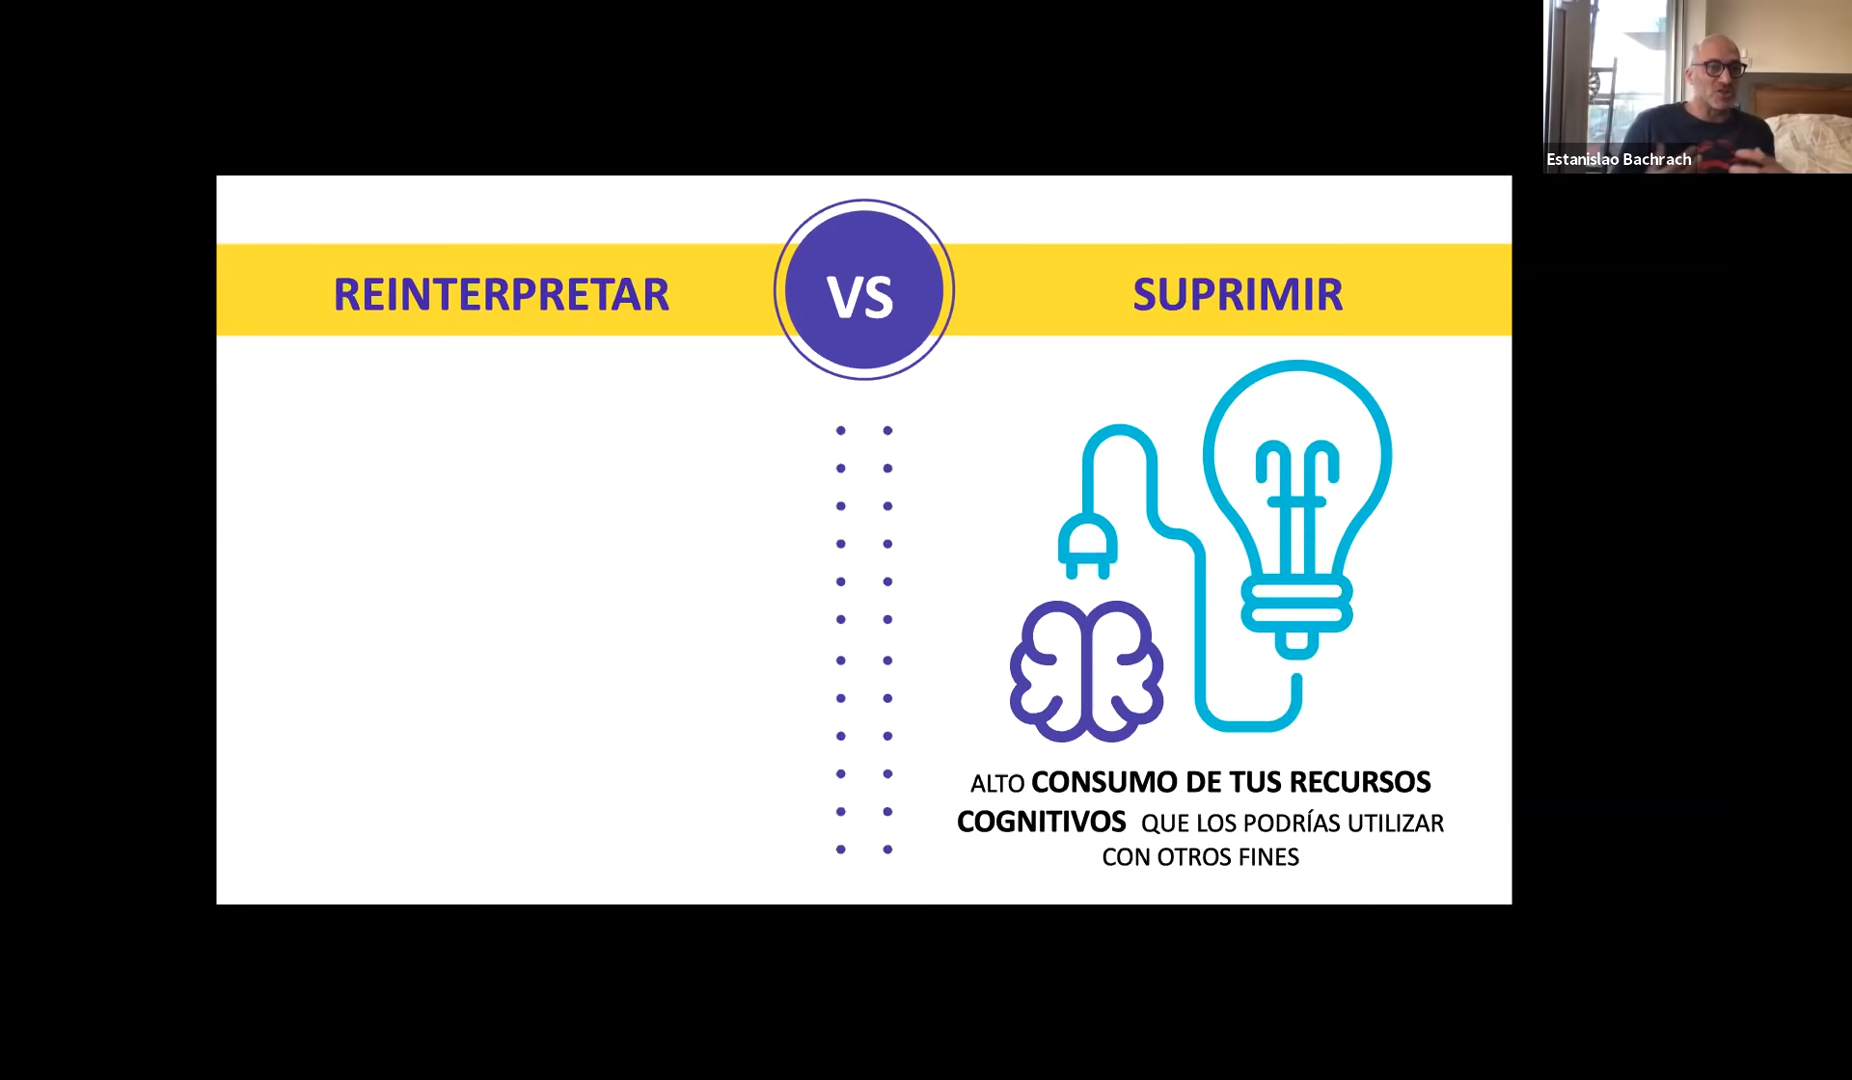 Estanislao Bachrach
REINTERPRETAR
VS
SUPRIMIR
ALTO CONSUMO DE TUS RECURSOS
COGNITIVOS QUE LOS PODRÍAS UTILIZAR
CON OTROS FINES